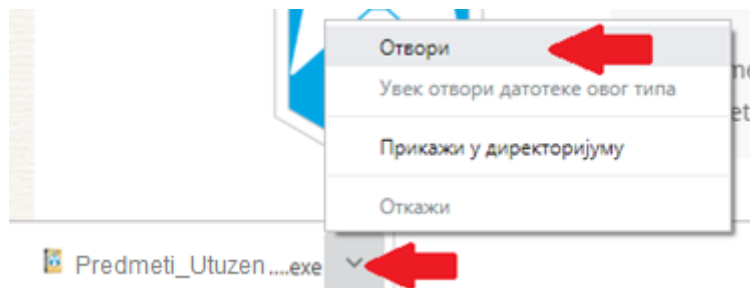 Отвори
Увек отвори датотеке овог типа
Прикажи у директоријуму
Откажи
Predmeti_Utuzen....exe